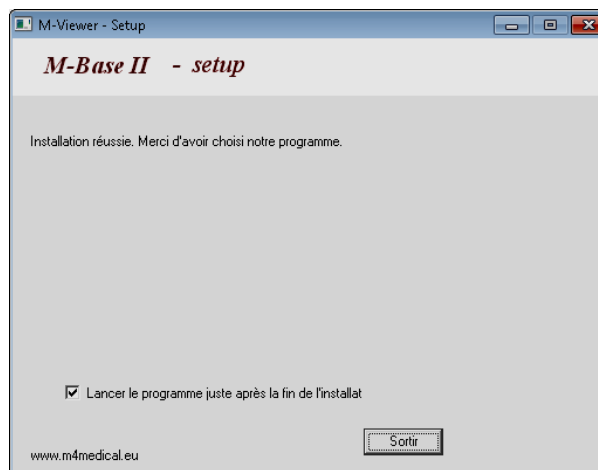 M-Viewer - Setup
M-Base II - setup
Installation réussie. Merci d'avoir choisi notre programme.
Lancer le programme juste après la fin de l'installat
Sortir
www.m4medical.eu